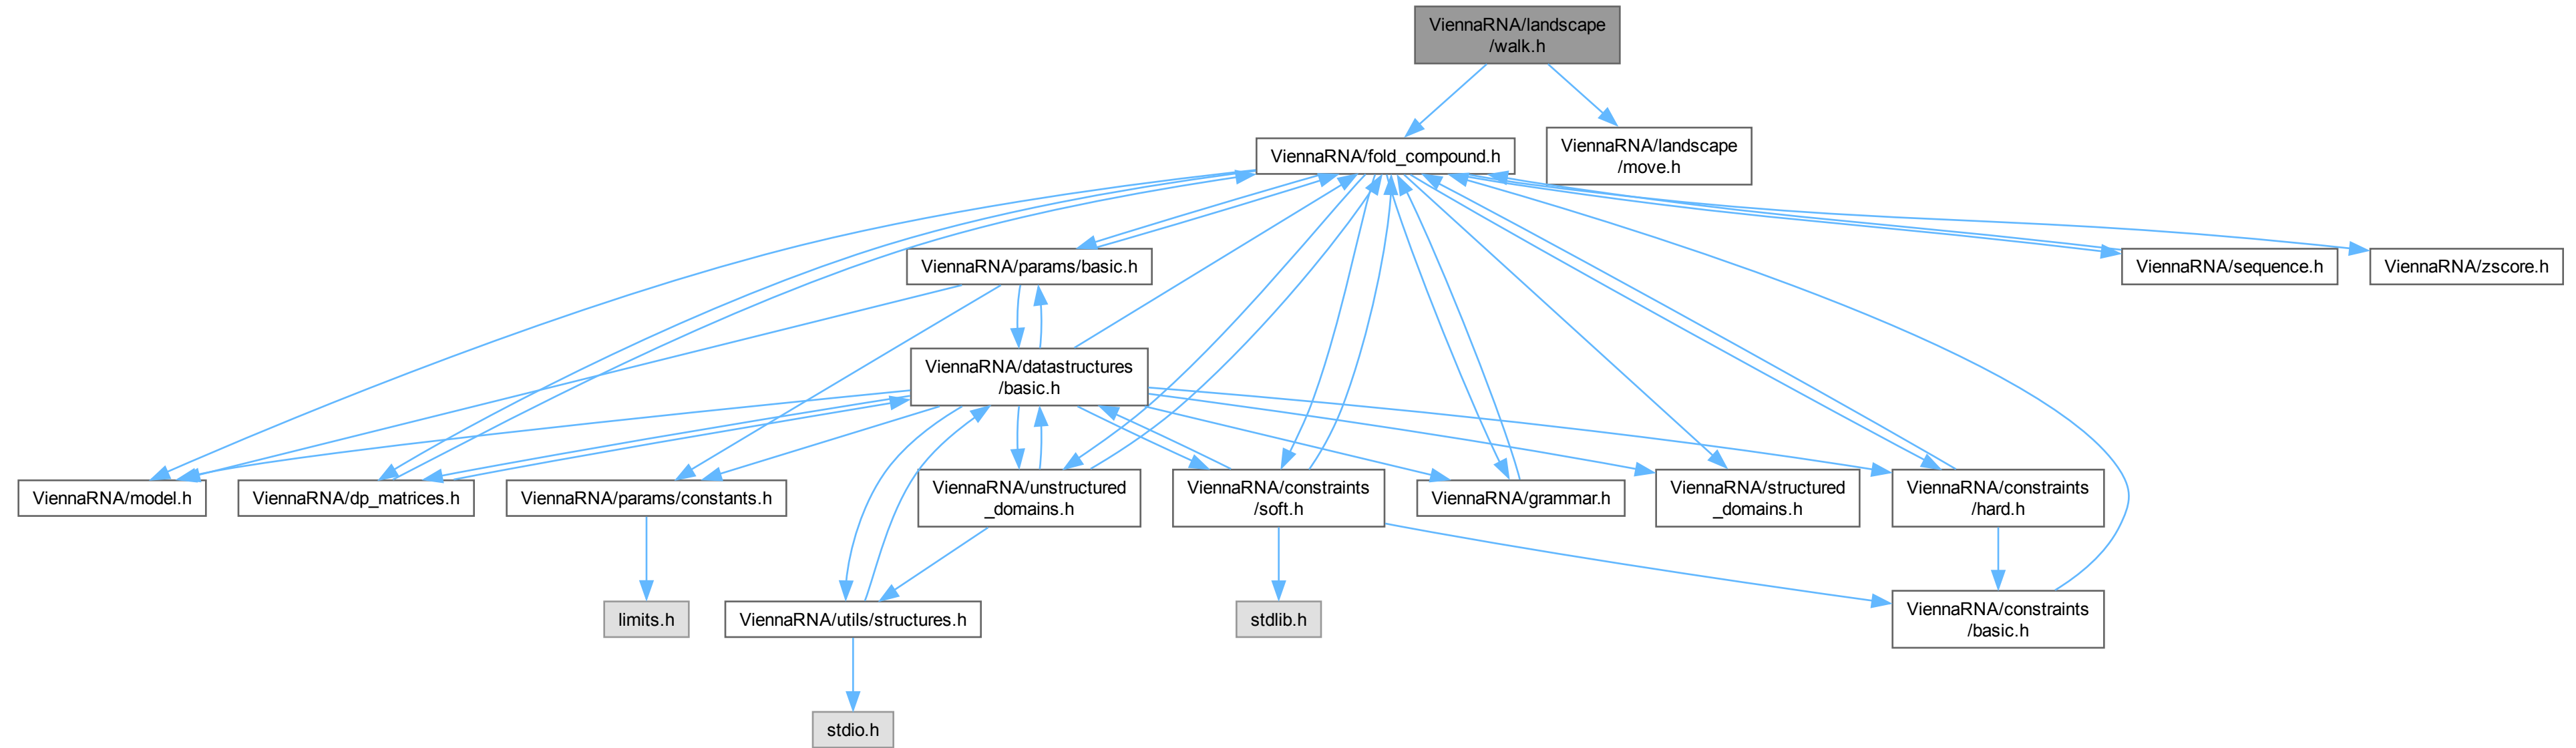 ViennaRNA/landscape
/walk.h
ViennaRNA/fold_compound.h
ViennaRNA/landscape
/move.h
ViennaRNA/params/basic.h
ViennaRNA/sequence.h
ViennaRNA/zscore.h
ViennaRNA/datastructures
/basic.h
ViennaRNA/model.h
ViennaRNA/dp_matrices.h
ViennaRNA/params/constants.h
ViennaRNA/unstructured
_domains.h
ViennaRNA/constraints
/soft.h
ViennaRNA/grammar.h
ViennaRNA/structured
_domains.h
ViennaRNA/constraints
/hard.h
limits.h
ViennaRNA/utils/structures.h
stdlib.h
ViennaRNA/constraints
/basic.h
stdio.h